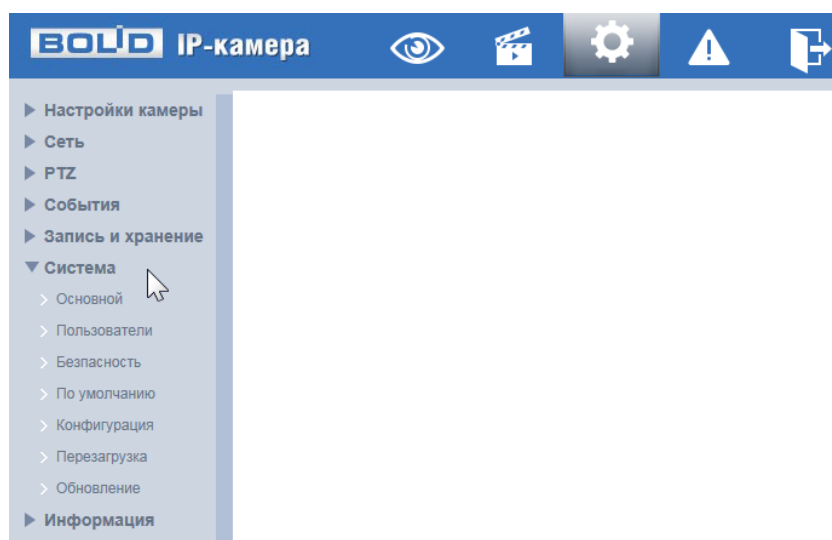 BOLID IP-камера
Настройки камеры
Сеть
PTZ
События
Запись и хранение
Система
Основной
Пользователи
Безпасность
По умолчанию
Конфигурация
Перезагрузка
Обновление
Информация